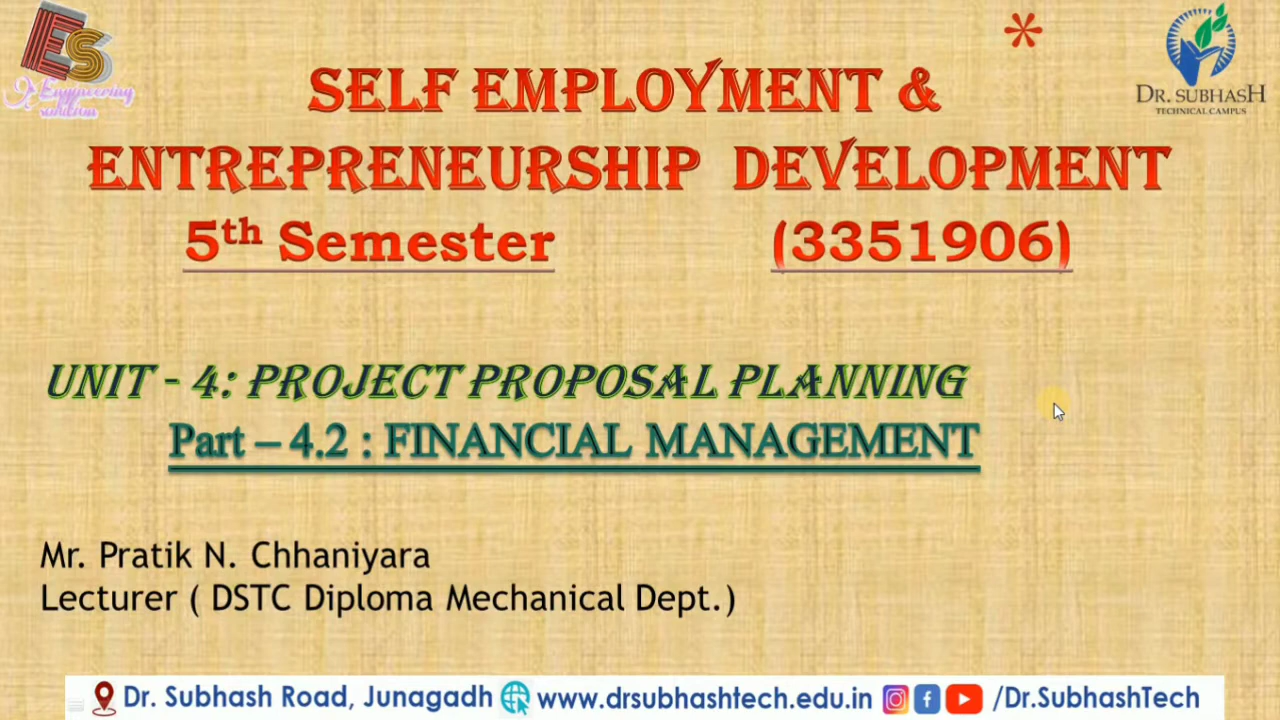 ES
Engineering
DR. SUBHASH
TECHNICAL CAMPUS
*
SELF EMPLOYMENT &
ENTREPRENEURSHIP DEVELOPMENT
5th Semester (3351906)
UNIT - 4: PROJECT PROPOSAL PLANNING
Part – 4.2 : FINANCIAL MANAGEMENT
Mr. Pratik N. Chhaniyara
Lecturer ( DSTC Diploma Mechanical Dept.)
Dr. Subhash Road, Junagadh www.drsubhashtech.edu.in /Dr.SubhashTech